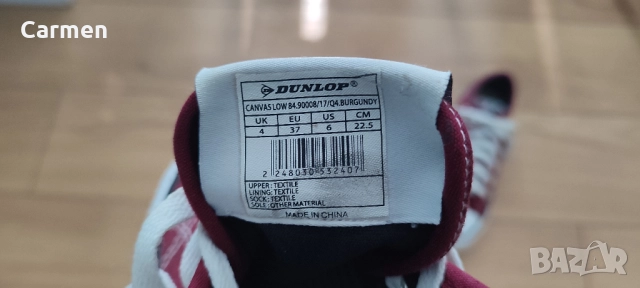 Carmen
DUNLOP®
CANVAS LOW B4.90008/17/Q4.BURGUNDY
UK EU US CM
4 37 6 22.5
2 248030 532407
UPPER: TEXTILE
LINING: TEXTILE
SOCK: TEXTILE
SOLE: OTHER MATERIAL
MADE IN CHINA
BAZAR